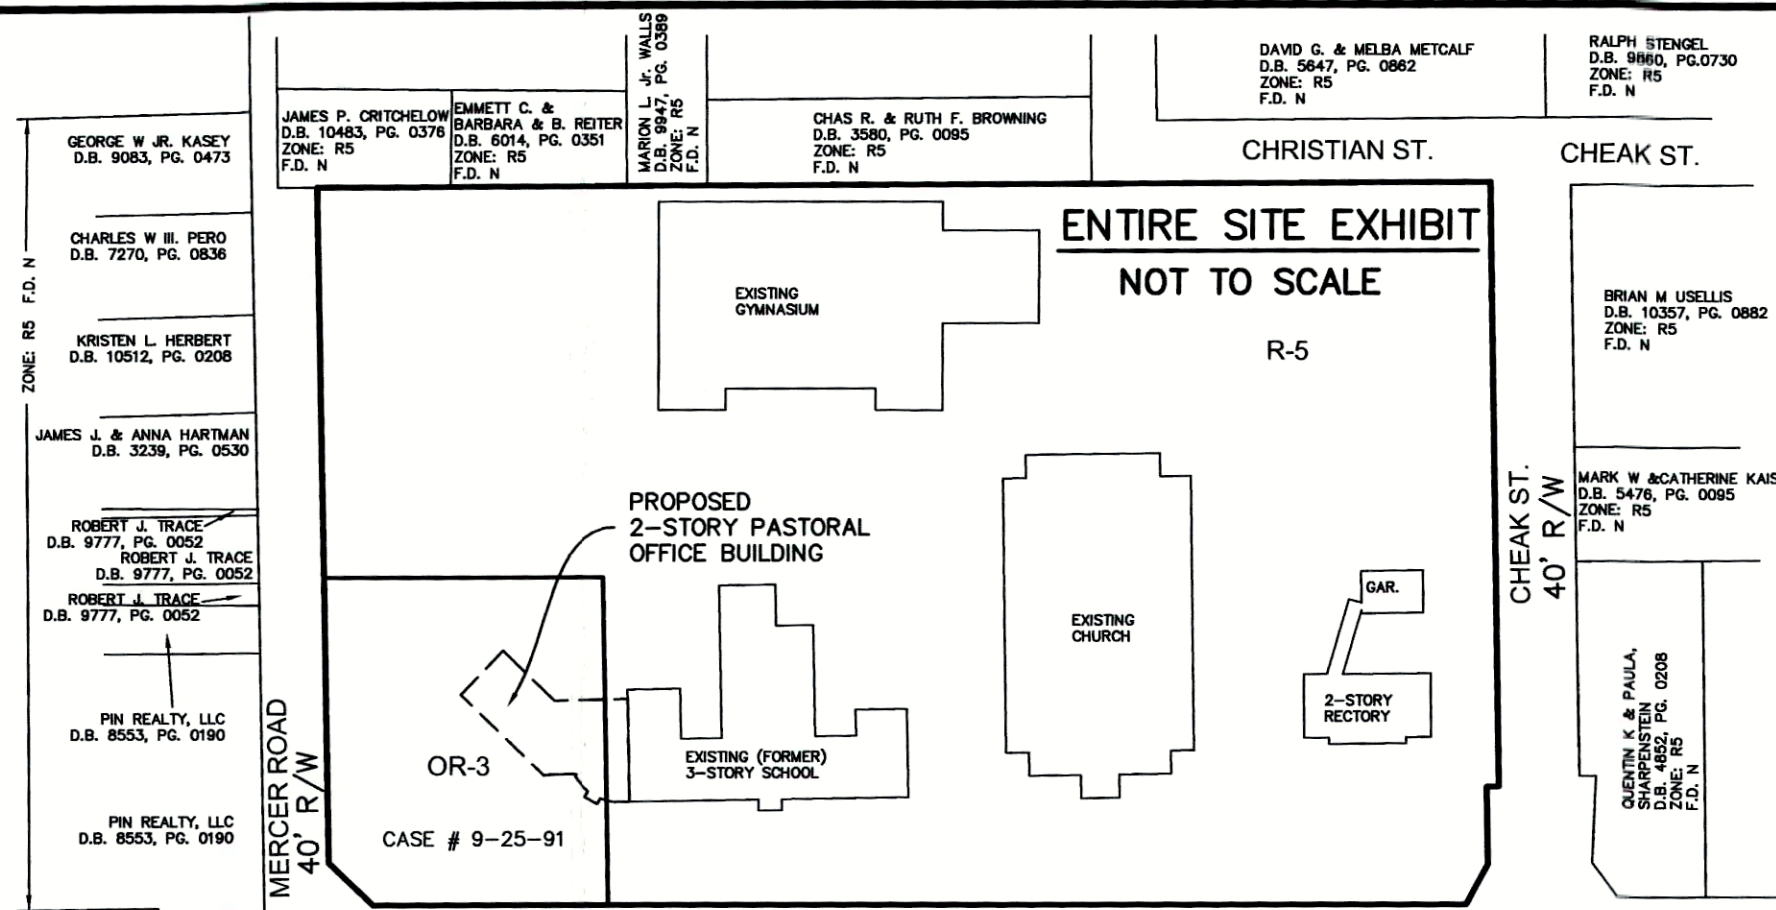 GEORGE W JR. KASEY
D.B. 9083, PG. 0473
CHARLES W III. PERO
D.B. 7270, PG. 0836
KRISTEN L. HERBERT
D.B. 10512, PG. 0208
JAMES J. & ANNA HARTMAN
D.B. 3239, PG. 0530
ROBERT J. TRACE
D.B. 9777, PG. 0052
ROBERT J. TRACE
D.B. 9777, PG. 0052
ROBERT J. TRACE
D.B. 9777, PG. 0052
PIN REALTY, LLC
D.B. 8553, PG. 0190
PIN REALTY, LLC
D.B. 8553, PG. 0190
ZONE: R5 F.D. N
MERCER ROAD
40' R/W
JAMES P. CRITCHELOW
D.B. 10483, PG. 0376
ZONE: R5
F.D. N
EMMETT C. &
BARBARA & B. REITER
D.B. 6014, PG. 0351
ZONE: R5
F.D. N
MARION L. Jr. WALLS
D.B. 9947, PG. 0389
ZONE: R5
F.D. N
CHAS R. & RUTH F. BROWNING
D.B. 3580, PG. 0095
ZONE: R5
F.D. N
DAVID G. & MELBA METCALF
D.B. 5647, PG. 0862
ZONE: R5
F.D. N
RALPH STENGEL
D.B. 9860, PG.0730
ZONE: R5
F.D. N
CHRISTIAN ST.
CHEAK ST.
ENTIRE SITE EXHIBIT
NOT TO SCALE
R-5
EXISTING
GYMNASIUM
PROPOSED
2-STORY PASTORAL
OFFICE BUILDING
EXISTING
CHURCH
GAR.
2-STORY
RECTORY
EXISTING (FORMER)
3-STORY SCHOOL
OR-3
CASE # 9-25-91
CHEAK ST.
40' R/W
BRIAN M USELLIS
D.B. 10357, PG. 0882
ZONE: R5
F.D. N
MARK W &CATHERINE KAIS
D.B. 5476, PG. 0095
ZONE: R5
F.D. N
QUENTIN K & PAULA,
SHARPENSTEIN
D.B. 4852, PG. 0208
ZONE: R5
F.D. N